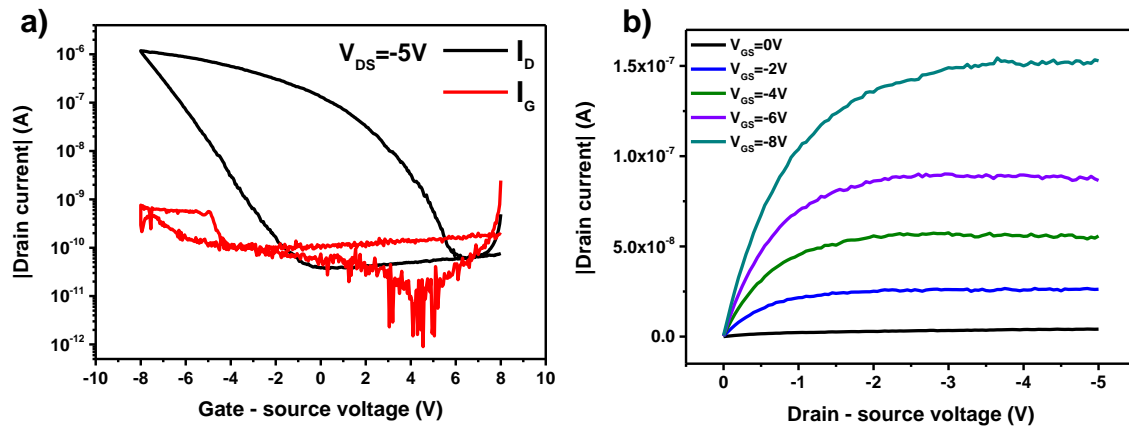 a)
V_DS=-5V
I_D
I_G
|Drain current| (A)
10^-6
10^-7
10^-8
10^-9
10^-10
10^-11
10^-12
-10 -8 -6 -4 -2 0 2 4 6 8 10
Gate - source voltage (V)
b)
V_GS=0V
V_GS=-2V
V_GS=-4V
V_GS=-6V
V_GS=-8V
|Drain current| (A)
1.5x10^-7
1.0x10^-7
5.0x10^-8
0.0
0 -1 -2 -3 -4 -5
Drain - source voltage (V)